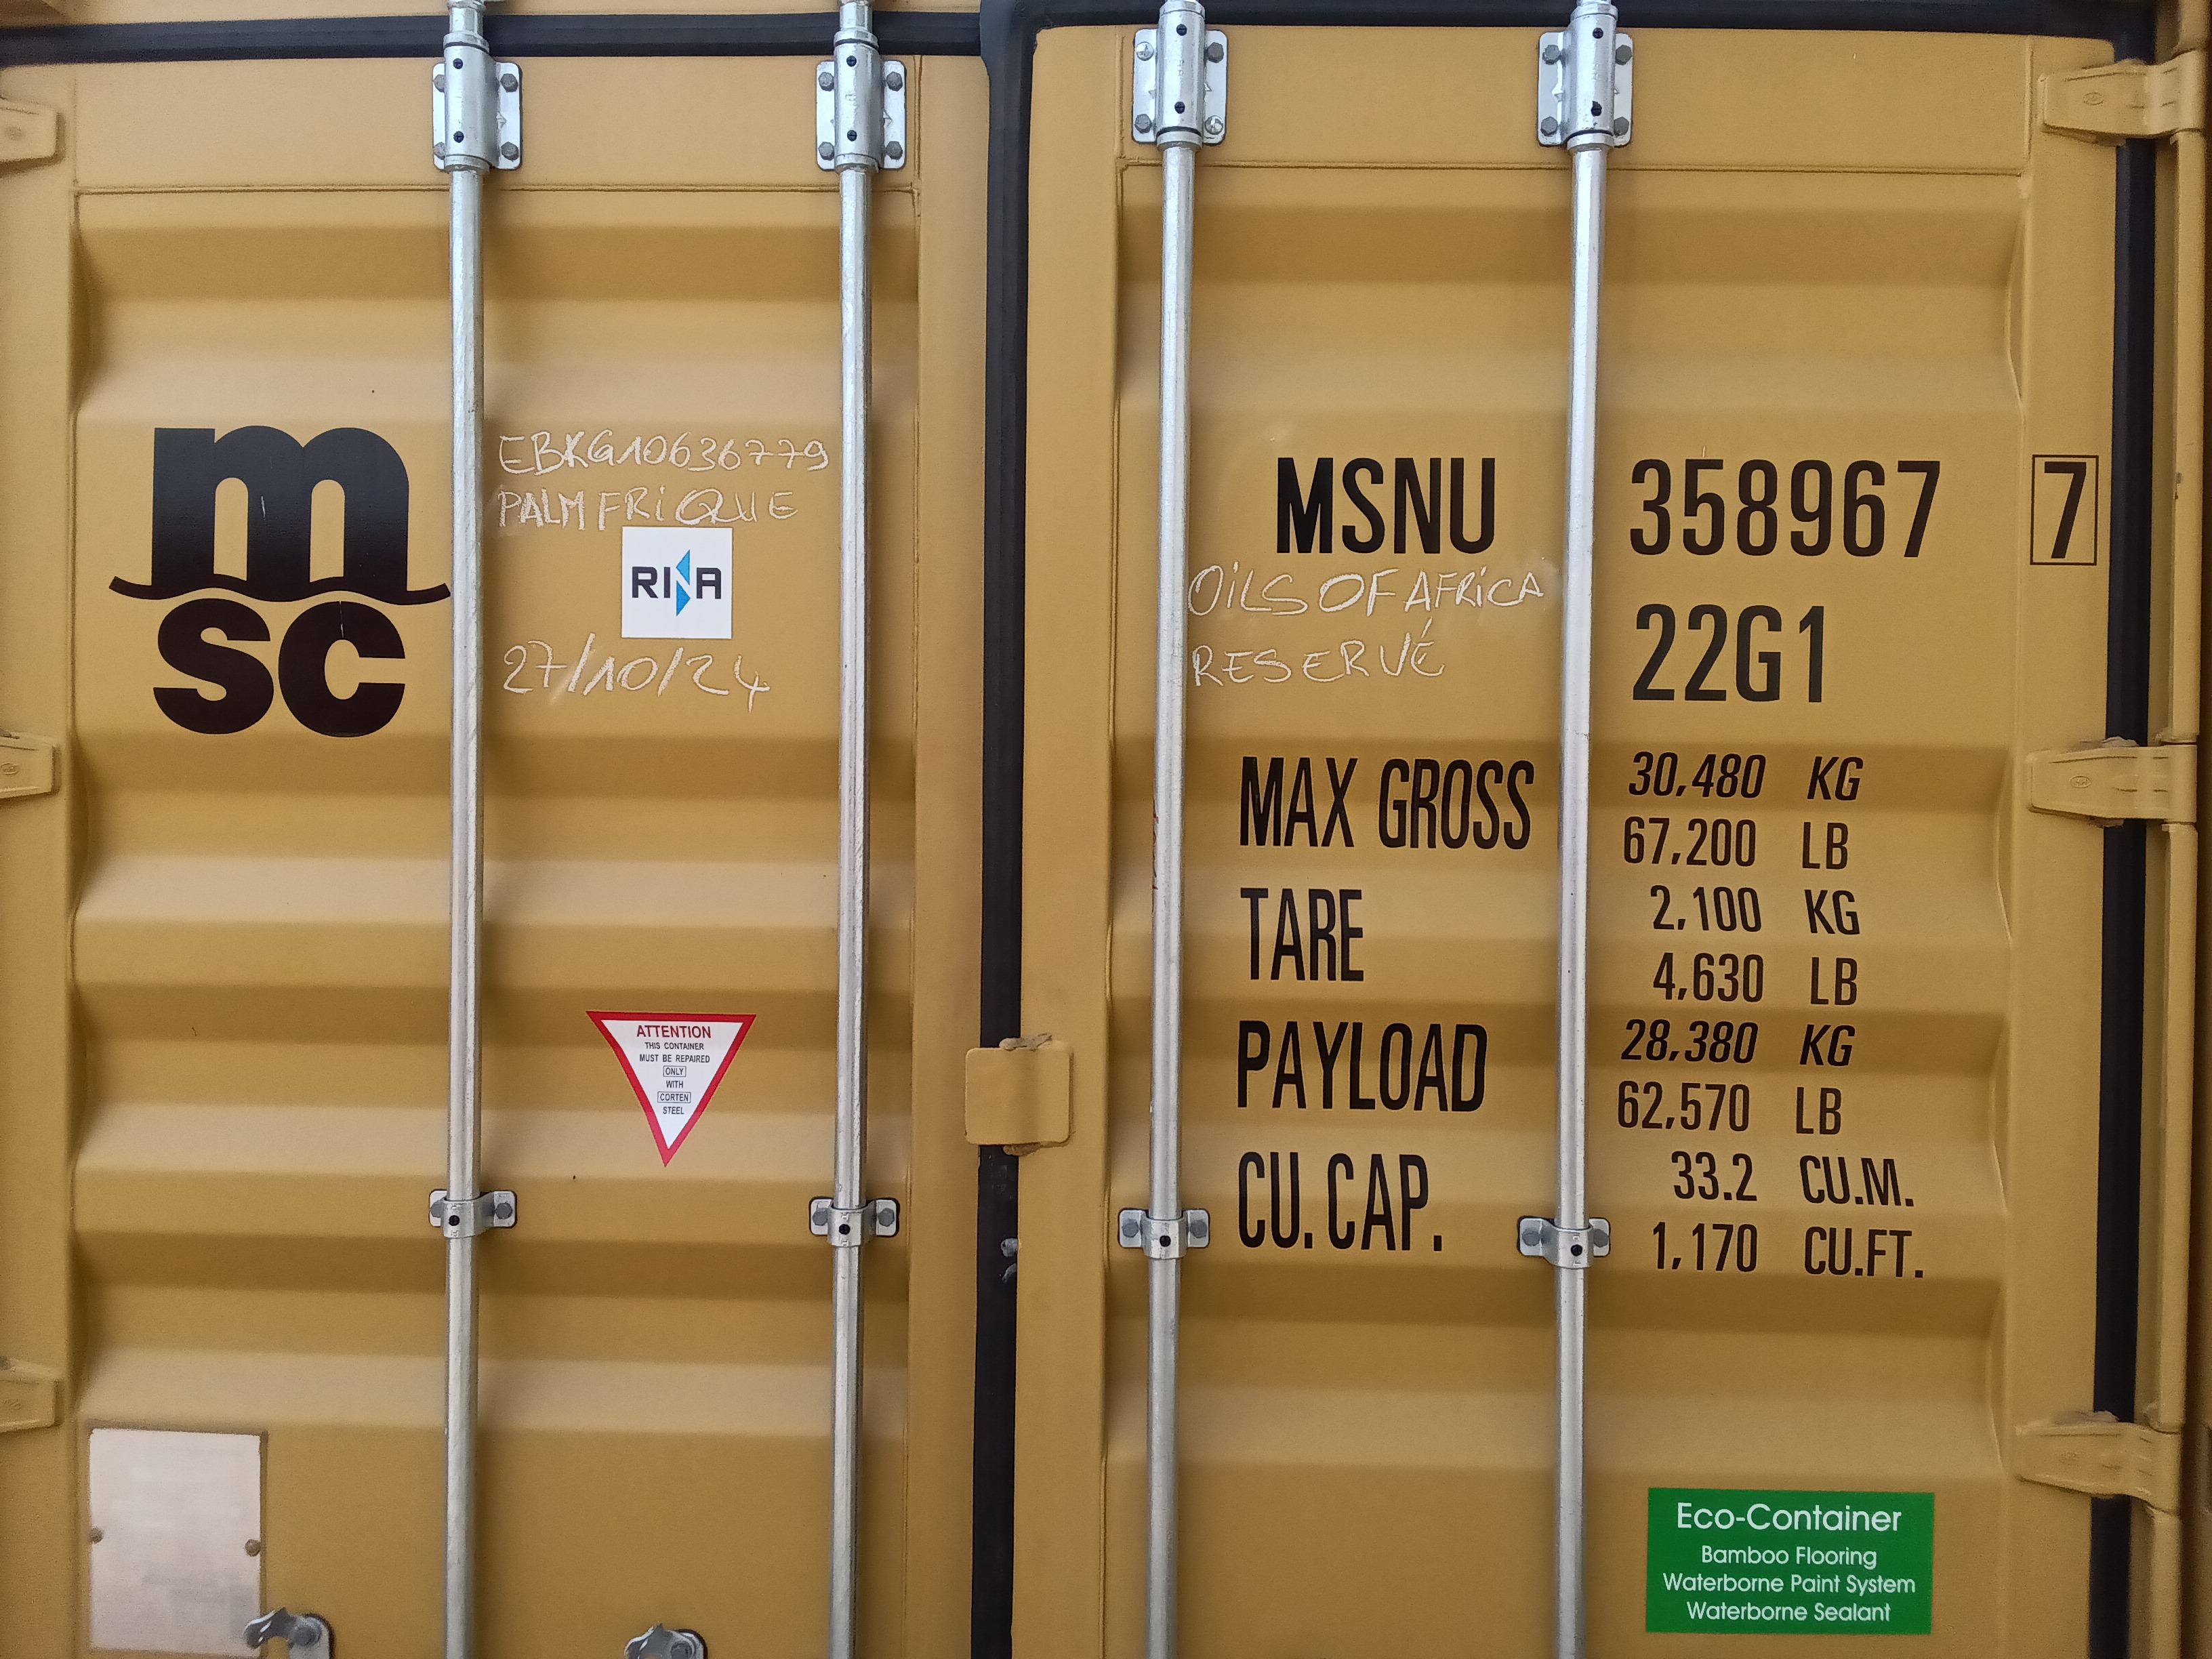 msc
EBKG10636779
PALMFRiQUE
RINA
27/10/24
ATTENTION
THIS CONTAINER
MUST BE REPAIRED
ONLY
WITH
CORTEN
STEEL
MSNU 358967 7
OiLS OF AFRiCA
22G1
RESERVÉ
MAX GROSS 30,480 KG
67,200 LB
TARE 2,100 KG
4,630 LB
PAYLOAD 28,380 KG
62,570 LB
CU.CAP. 33.2 CU.M.
1,170 CU.FT.
Eco-Container
Bamboo Flooring
Waterborne Paint System
Waterborne Sealant